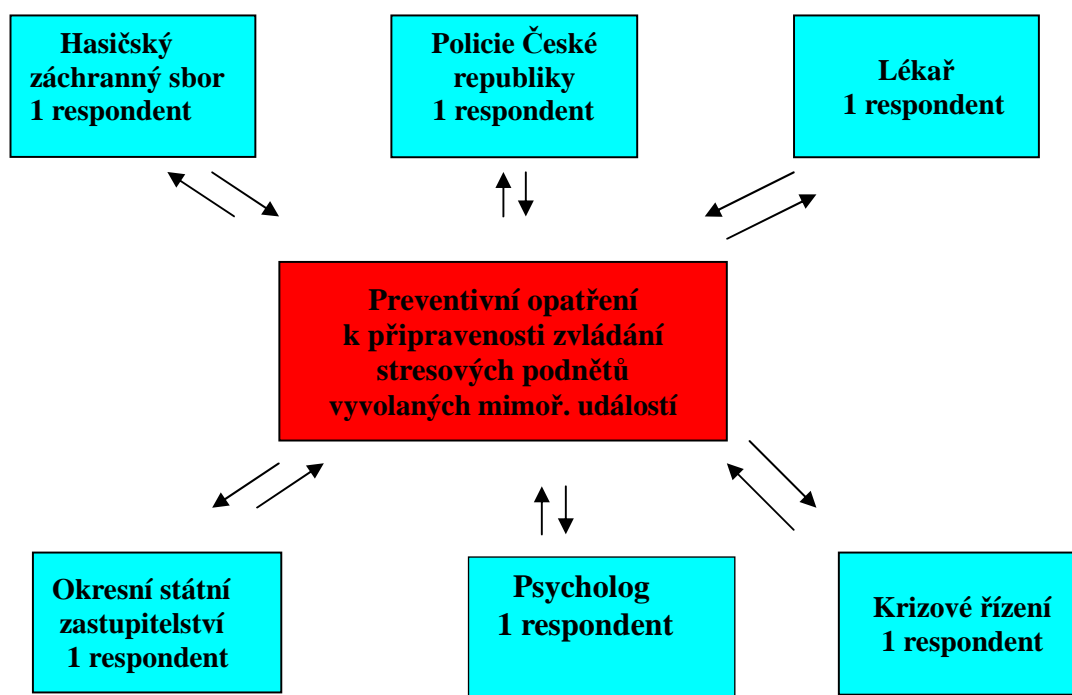 Hasičský
záchranný sbor
1 respondent
Policie České
republiky
1 respondent
Lékař
1 respondent
Preventivní opatření
k připravenosti zvládání
stresových podnětů
vyvolaných mimoř. událostí
Okresní státní
zastupitelství
1 respondent
Psycholog
1 respondent
Krizové řízení
1 respondent